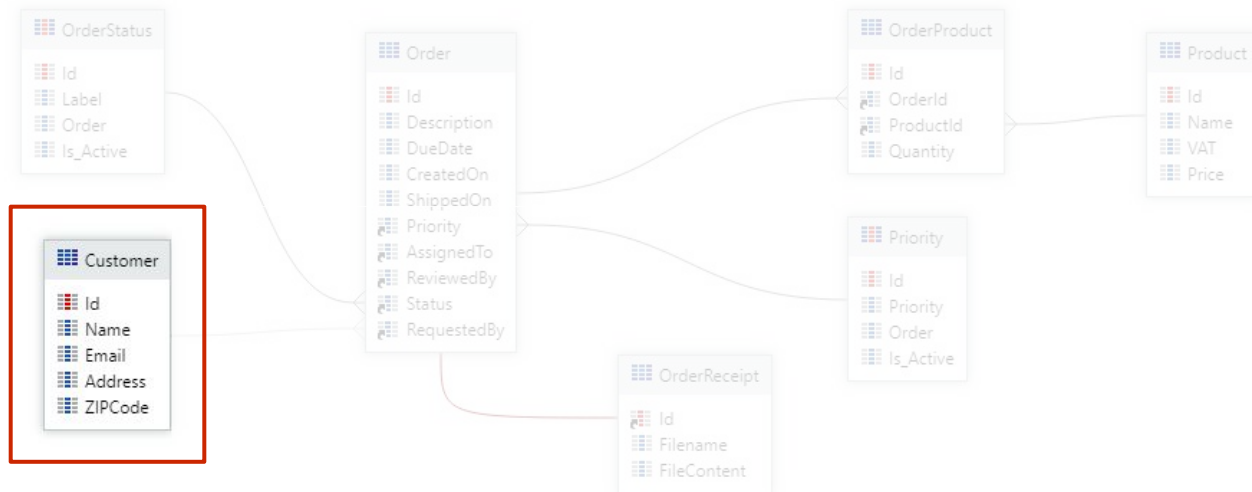 OrderStatus
Id
Label
Order
Is_Active
Customer
Id
Name
Email
Address
ZIPCode
Order
Id
Description
DueDate
CreatedOn
ShippedOn
Priority
AssignedTo
ReviewedBy
Status
RequestedBy
OrderReceipt
Id
Filename
FileContent
OrderProduct
Id
OrderId
ProductId
Quantity
Priority
Id
Priority
Order
Is_Active
Product
Id
Name
VAT
Price